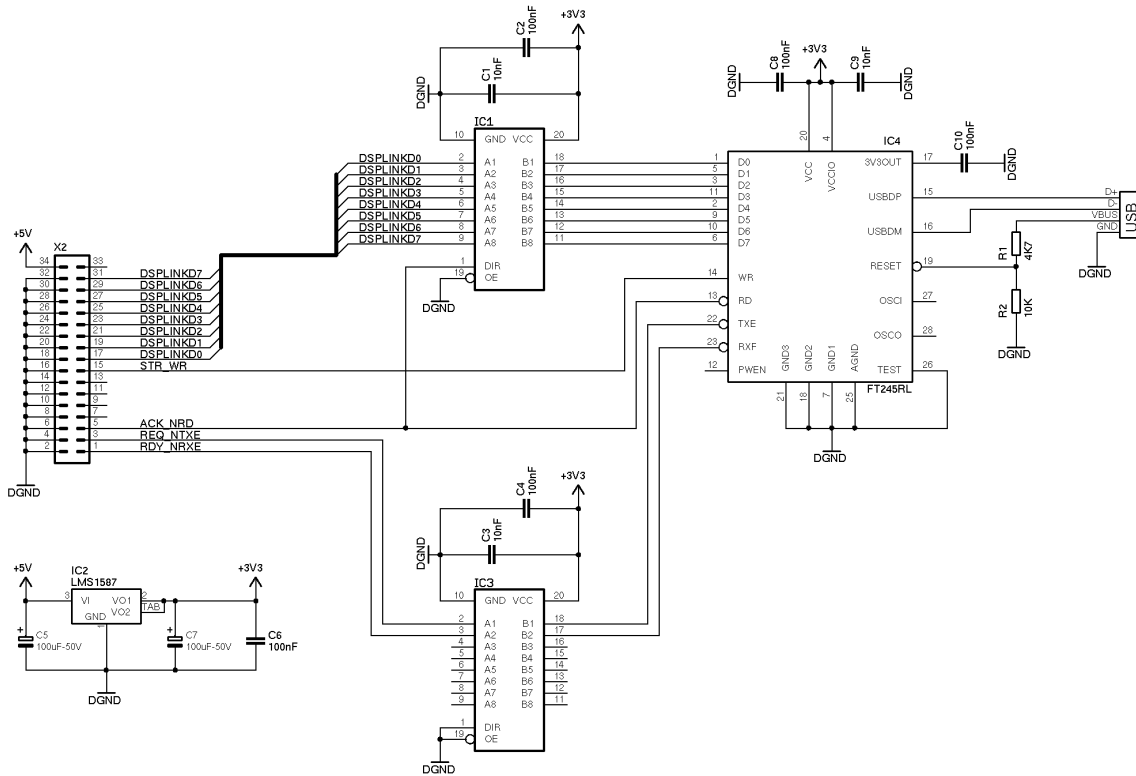 +3V3
C2
100nF
C1
10nF
DGND
IC1
10 GND VCC 20
DSPLINKD0 2 A1 B1 18
DSPLINKD1 3 A2 B2 17
DSPLINKD2 4 A3 B3 16
DSPLINKD3 5 A4 B4 15
DSPLINKD4 6 A5 B5 14
DSPLINKD5 7 A6 B6 13
DSPLINKD6 8 A7 B7 12
DSPLINKD7 9 A8 B8 11
1 DIR
19 OE
DGND
+3V3
C8
100nF
C9
10nF
DGND
DGND
20 4
VCC VCCIO
IC4
C10
100nF
DGND
1 D0 3V3OUT 17
5 D1
3 D2
11 D3 USBDP 15
2 D4
9 D5
10 D6 USBDM 16
6 D7
14 WR RESET 19
13 RD OSCI 27
22 TXE
23 RXF OSCO 28
12 PWEN TEST 26
GND3 GND2 GND1 AGND
21 18 7 25
FT245RL
DGND
D+
D-
VBUS
GND
USB
DGND
R1
4K7
R2
10K
DGND
+5V
X2
34 33
32 31 DSPLINKD7
30 29 DSPLINKD6
28 27 DSPLINKD5
26 25 DSPLINKD4
24 23 DSPLINKD3
22 21 DSPLINKD2
20 19 DSPLINKD1
18 17 DSPLINKD0
16 15 STR_WR
14 13
12 11
10 9
8 7
6 5 ACK_NRD
4 3 REQ_NTXE
2 1 RDY_NRXE
DGND
+3V3
C4
100nF
C3
10nF
DGND
IC3
10 GND VCC 20
2 A1 B1 18
3 A2 B2 17
4 A3 B3 16
5 A4 B4 15
6 A5 B5 14
7 A6 B6 13
8 A7 B7 12
9 A8 B8 11
1 DIR
19 OE
DGND
+5V
IC2
LMS1587
3 VI VO1 2
VO2 TAB
GND
1
+3V3
+ C5
100uF-50V
+ C7
100uF-50V
C6
100nF
DGND